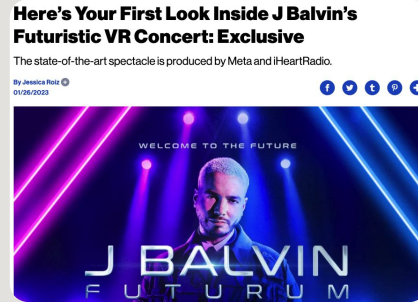 Here's Your First Look Inside J Balvin's
Futuristic VR Concert: Exclusive
The state-of-the-art spectacle is produced by Meta and iHeartRadio.
By Jessica Roiz
01/26/2023
WELCOME TO THE FUTURE
J BALVIN
FUTURUM